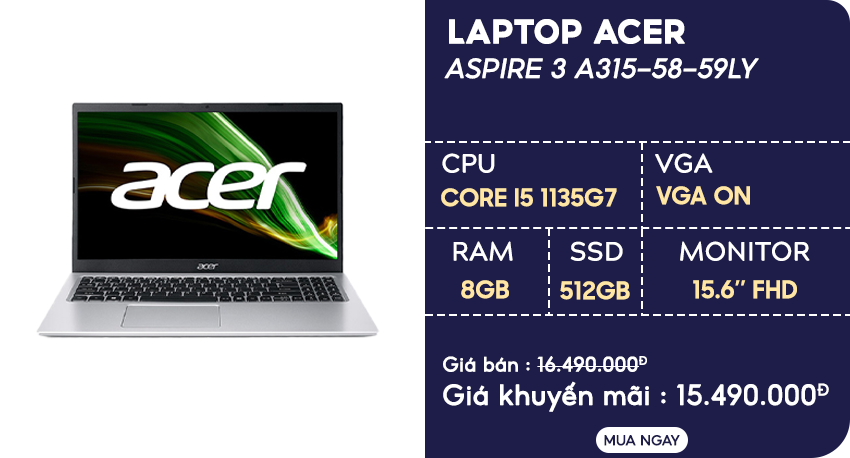 acer
acer
LAPTOP ACER
ASPIRE 3 A315-58-59LY
CPU
CORE I5 1135G7
VGA
VGA ON
RAM
8GB
SSD
512GB
MONITOR
15.6" FHD
Giá bán : 16.490.000Đ
Giá khuyến mãi : 15.490.000Đ
MUA NGAY